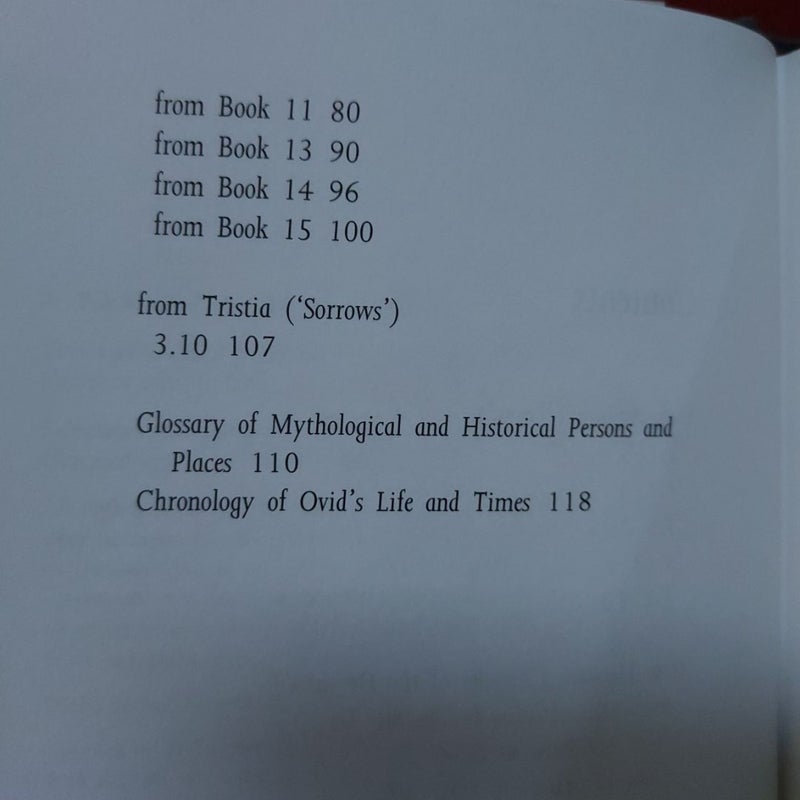 from Book 11 80
from Book 13 90
from Book 14 96
from Book 15 100
from Tristia (‘Sorrows’)
3.10 107
Glossary of Mythological and Historical Persons and
Places 110
Chronology of Ovid’s Life and Times 118